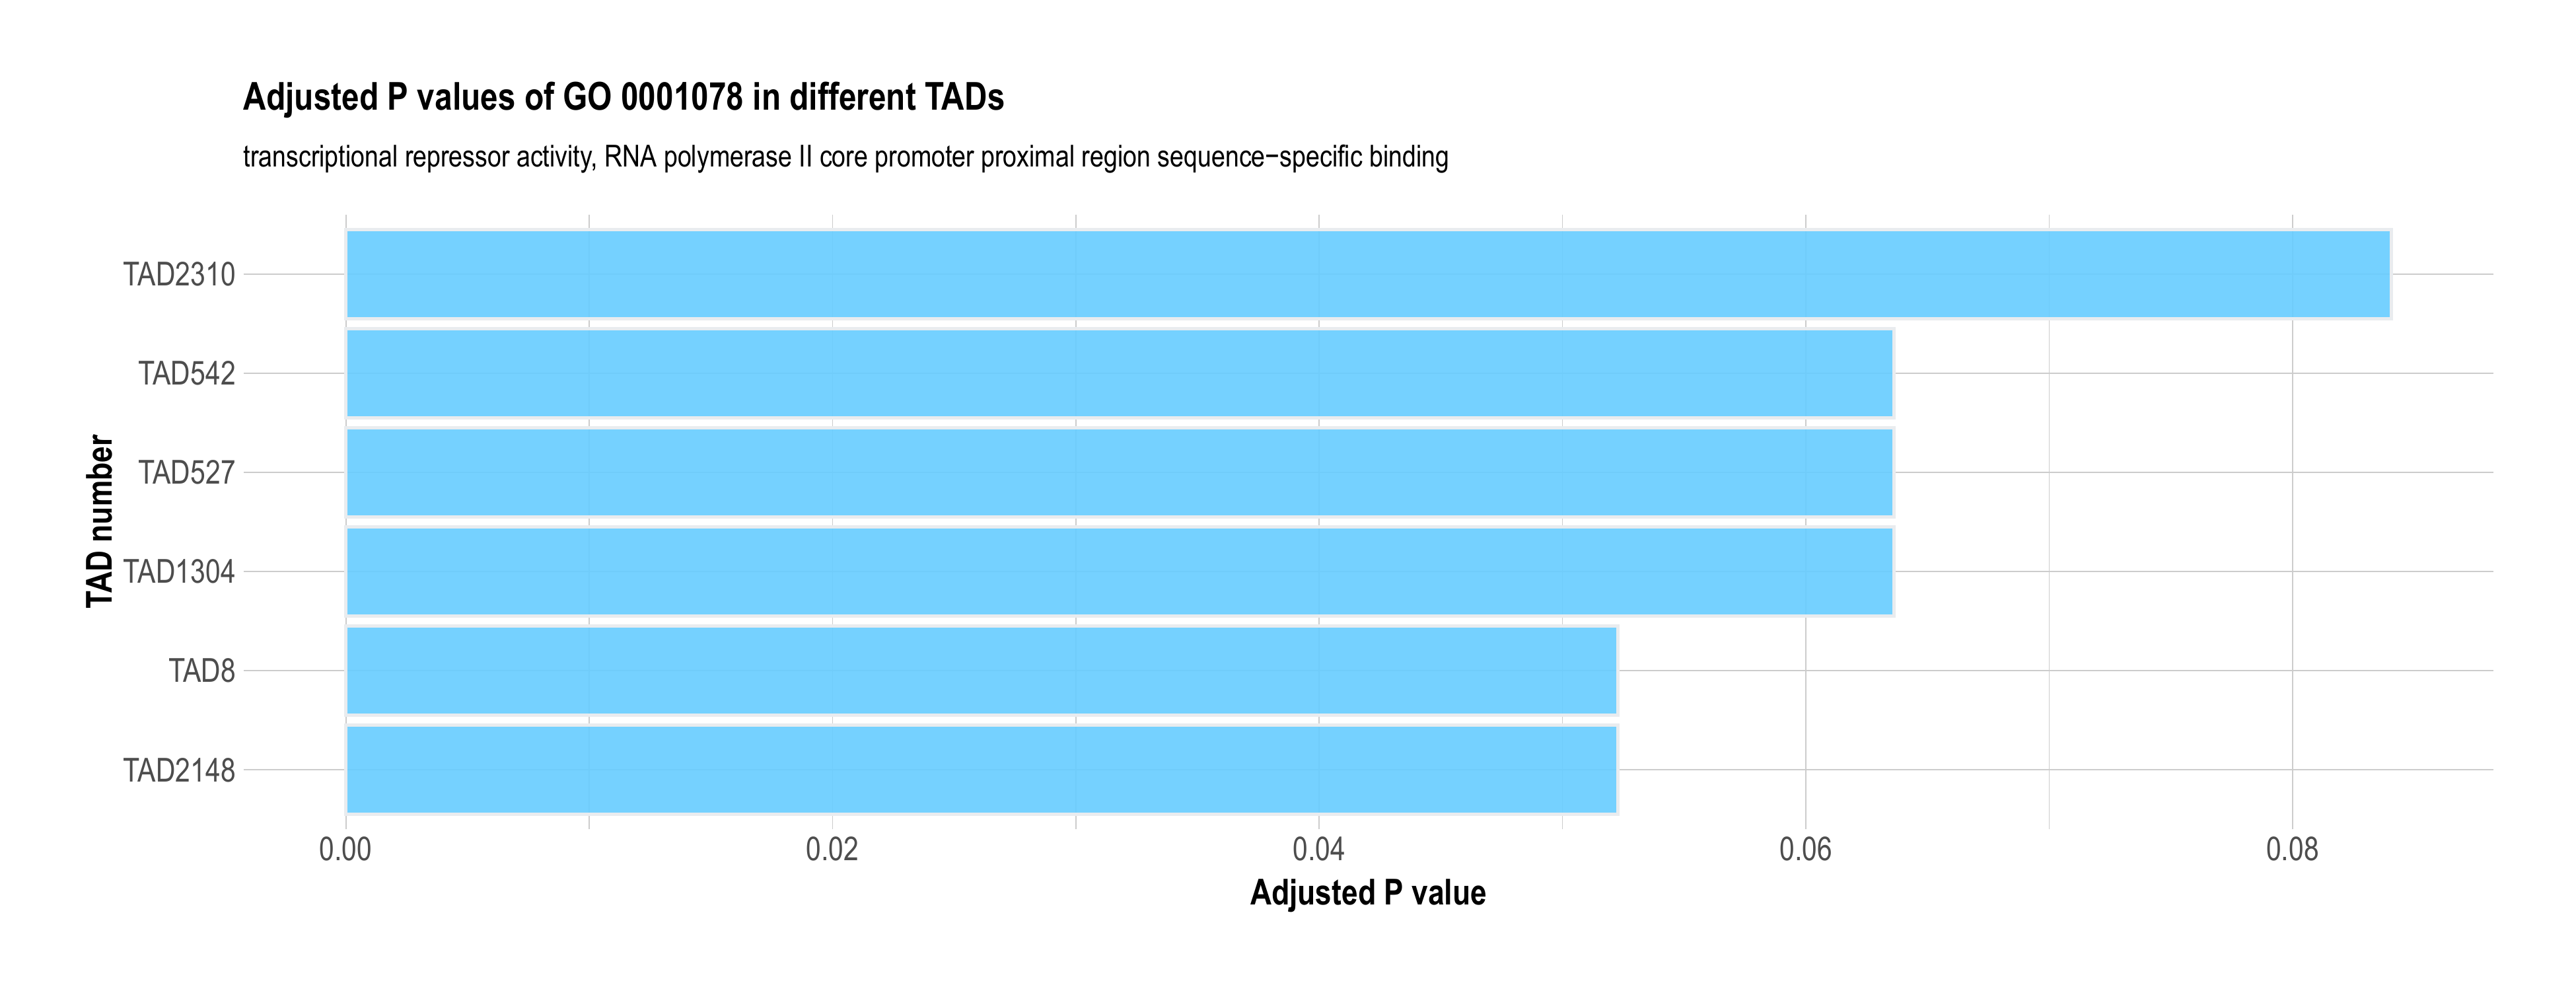 Adjusted P values of GO 0001078 in different TADs
transcriptional repressor activity, RNA polymerase II core promoter proximal region sequence−specific binding
TAD number
TAD2310
TAD542
TAD527
TAD1304
TAD8
TAD2148
0.00 0.02 0.04 0.06 0.08
Adjusted P value